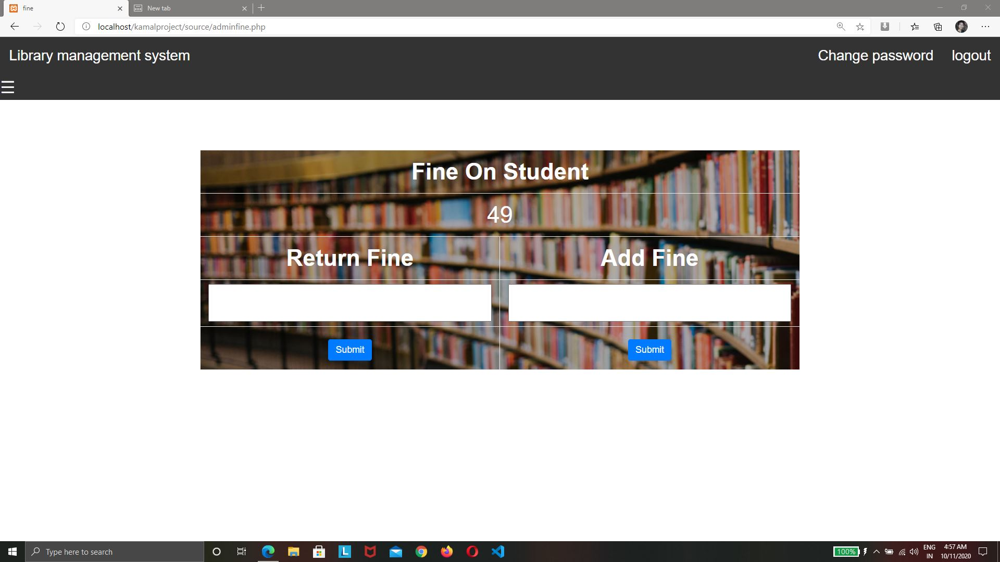 fine
New tab
localhost/kamalproject/source/adminfine.php
Library management system
Change password
logout
Fine On Student
49
Return Fine
Add Fine
Submit
Submit
Type here to search
L
100%
ENG
IN
4:57 AM
10/11/2020